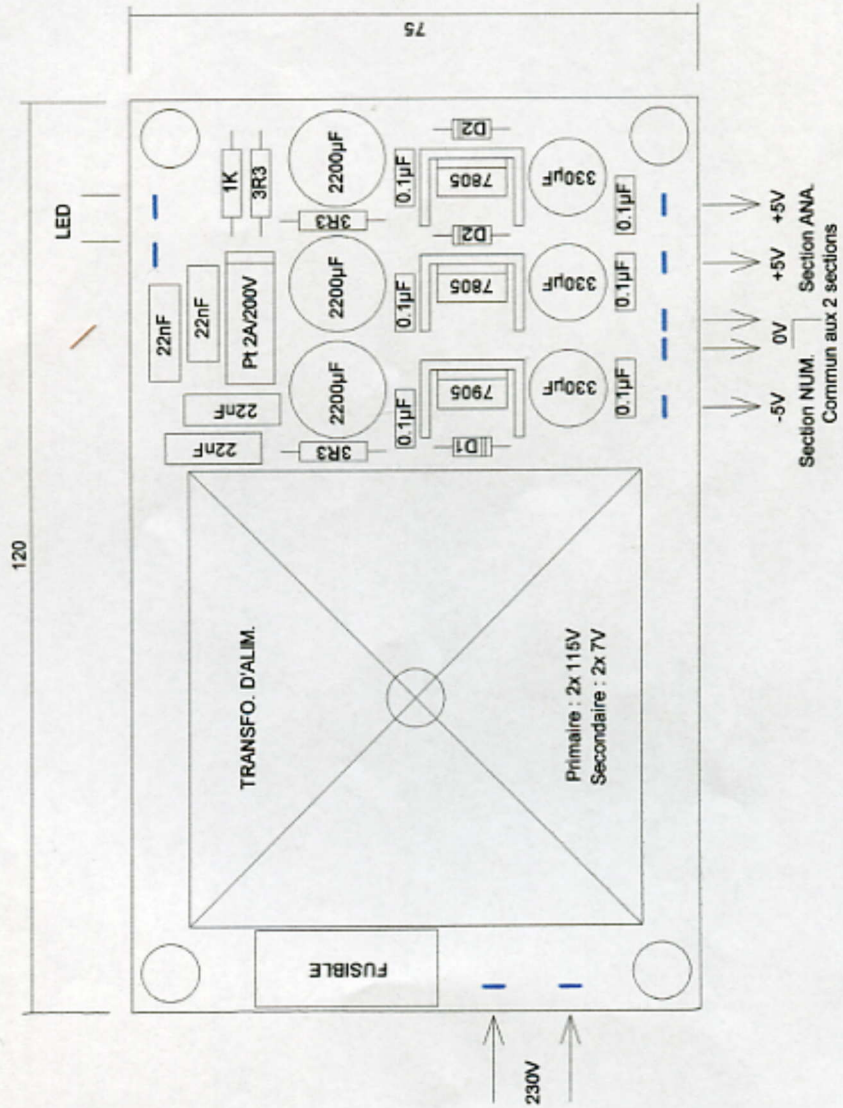 120
75
LED
22nF
22nF
22nF
22nF
Pt 2A/200V
1K
3R3
3R3
3R3
2200µF
2200µF
2200µF
0.1µF
0.1µF
0.1µF
D1
7905
D2
7805
D2
7805
330µF
330µF
330µF
0.1µF
0.1µF
0.1µF
TRANSFO. D'ALIM.
Primaire : 2x 115V
Secondaire : 2x 7V
FUSIBLE
230V
-5V
0V
+5V
+5V
Section NUM.
Section ANA.
Commun aux 2 sections